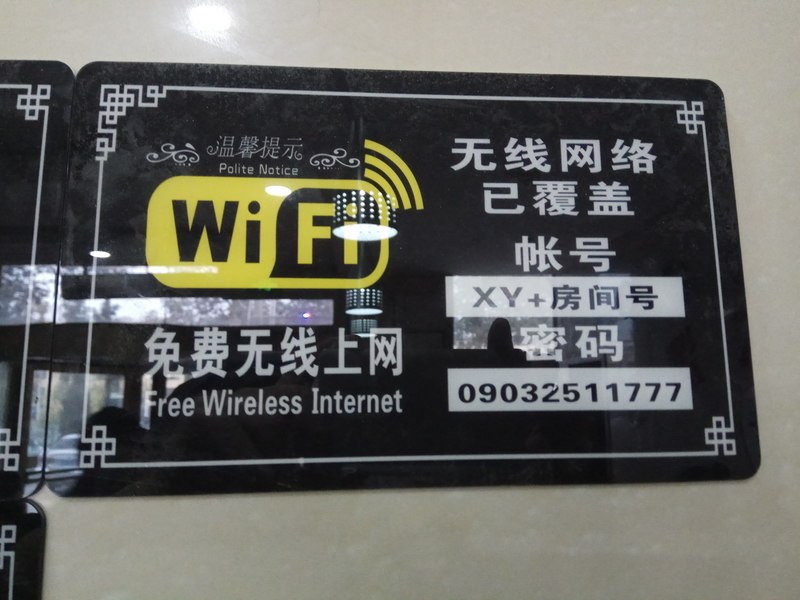 温馨提示
Polite Notice
WiFi
免费无线上网
Free Wireless Internet
无线网络
已覆盖
帐号
XY+房间号
密码
09032511777